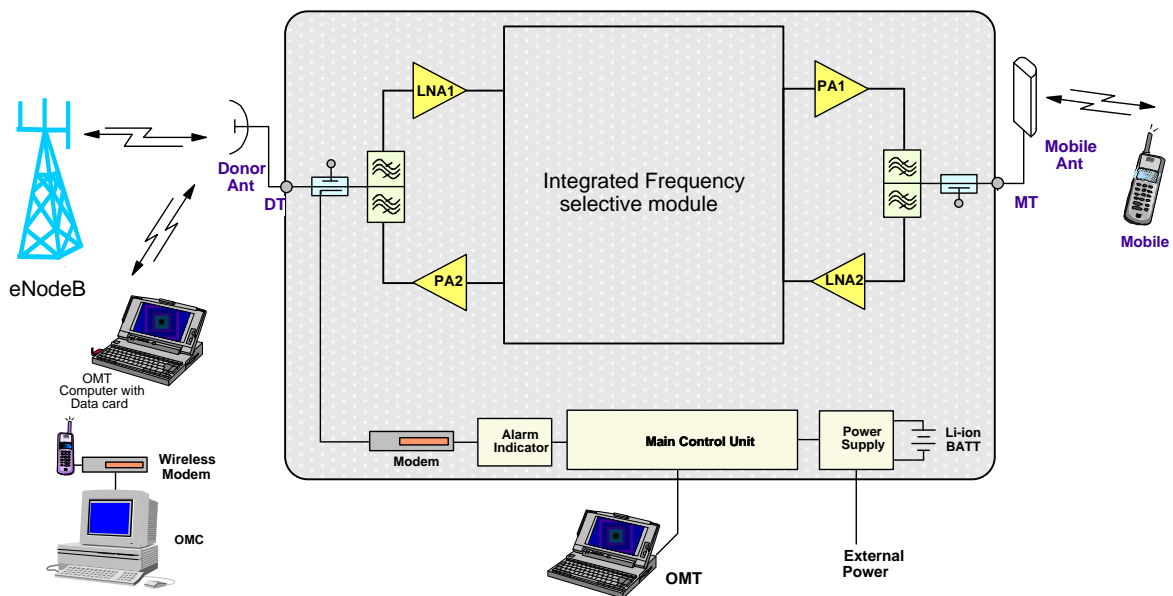 LNA1
PA1
Donor
Ant
DT
Integrated Frequency
selective module
Mobile
Ant
MT
Mobile
eNodeB
PA2
LNA2
OMT
Computer with
Data card
Wireless
Modem
OMC
Modem
Alarm
Indicator
Main Control Unit
Power
Supply
Li-ion
BATT
OMT
External
Power